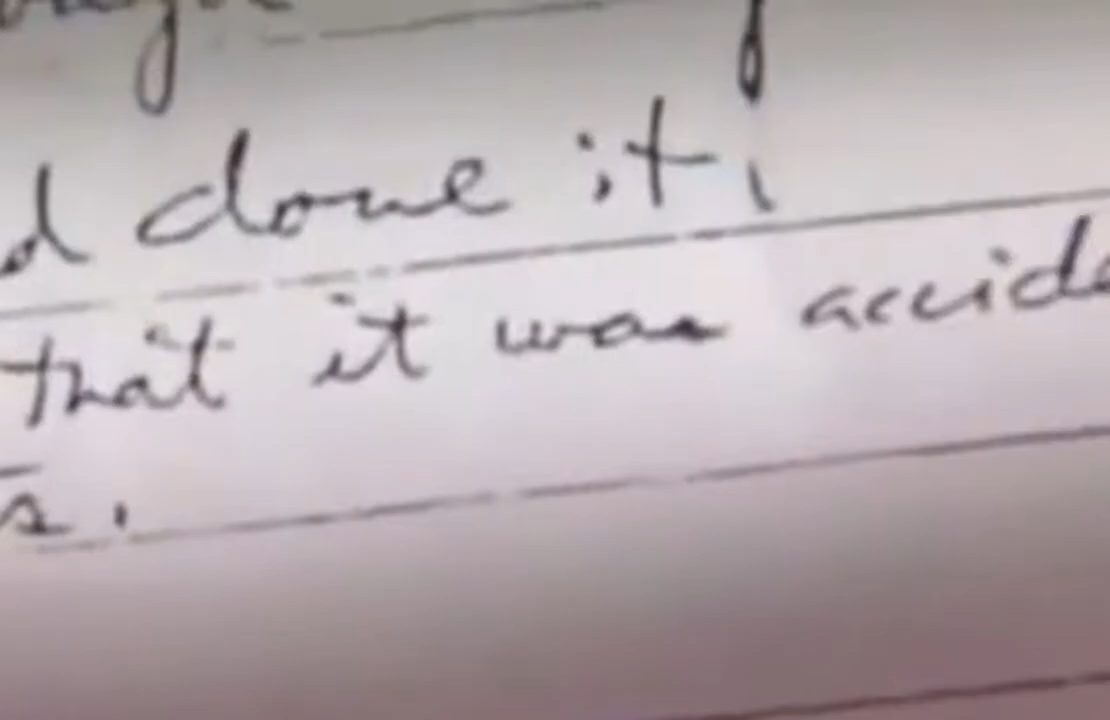 d done it,
that it was accide
s.